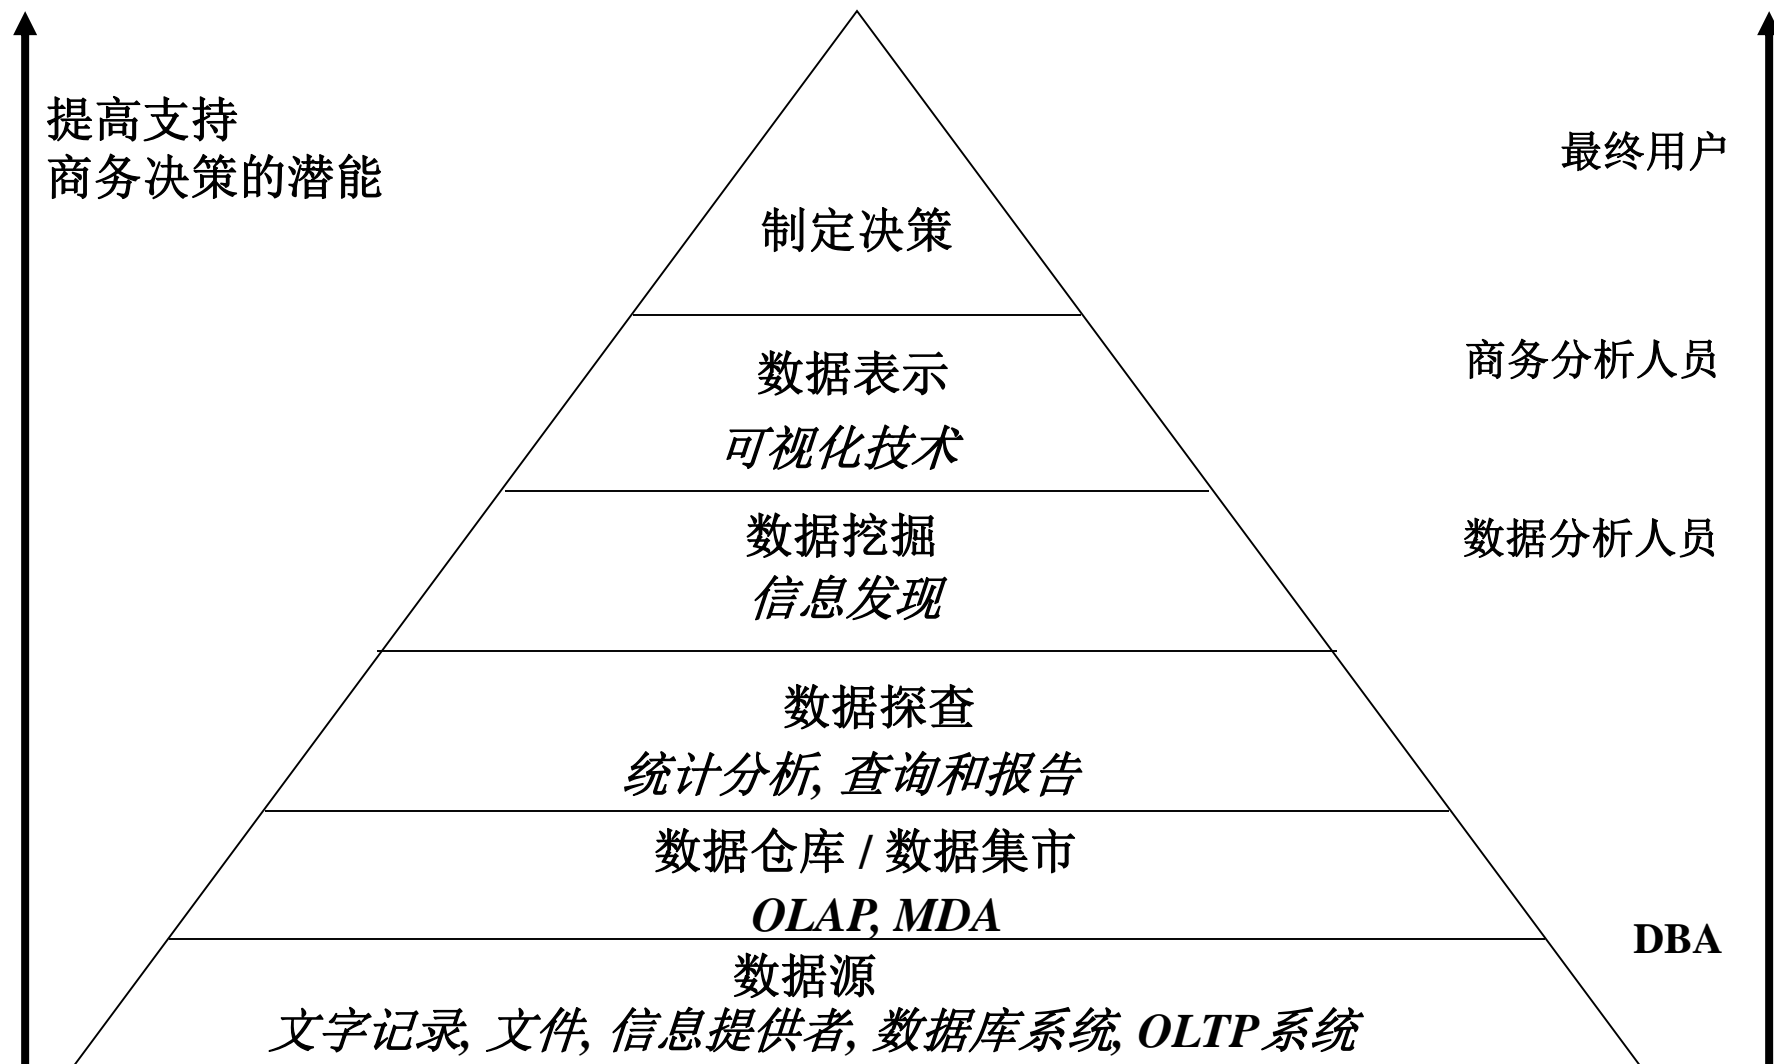 提高支持
商务决策的潜能
最终用户
制定决策
商务分析人员
数据表示
可视化技术
数据挖掘
数据分析人员
信息发现
数据探查
统计分析, 查询和报告
数据仓库 / 数据集市
OLAP, MDA
DBA
数据源
文字记录, 文件, 信息提供者, 数据库系统, OLTP系统